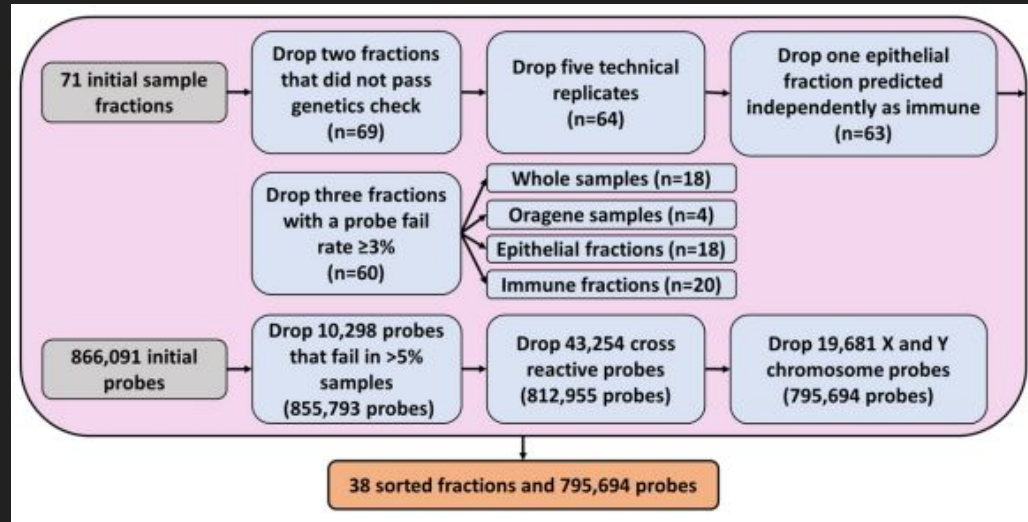 71 initial sample
fractions
Drop two fractions
that did not pass
genetics check
(n=69)
Drop five technical
replicates
(n=64)
Drop one epithelial
fraction predicted
independently as immune
(n=63)
Drop three fractions
with a probe fail
rate ≥3%
(n=60)
Whole samples (n=18)
Oragene samples (n=4)
Epithelial fractions (n=18)
Immune fractions (n=20)
866,091 initial
probes
Drop 10,298 probes
that fail in >5%
samples
(855,793 probes)
Drop 43,254 cross
reactive probes
(812,955 probes)
Drop 19,681 X and Y
chromosome probes
(795,694 probes)
38 sorted fractions and 795,694 probes